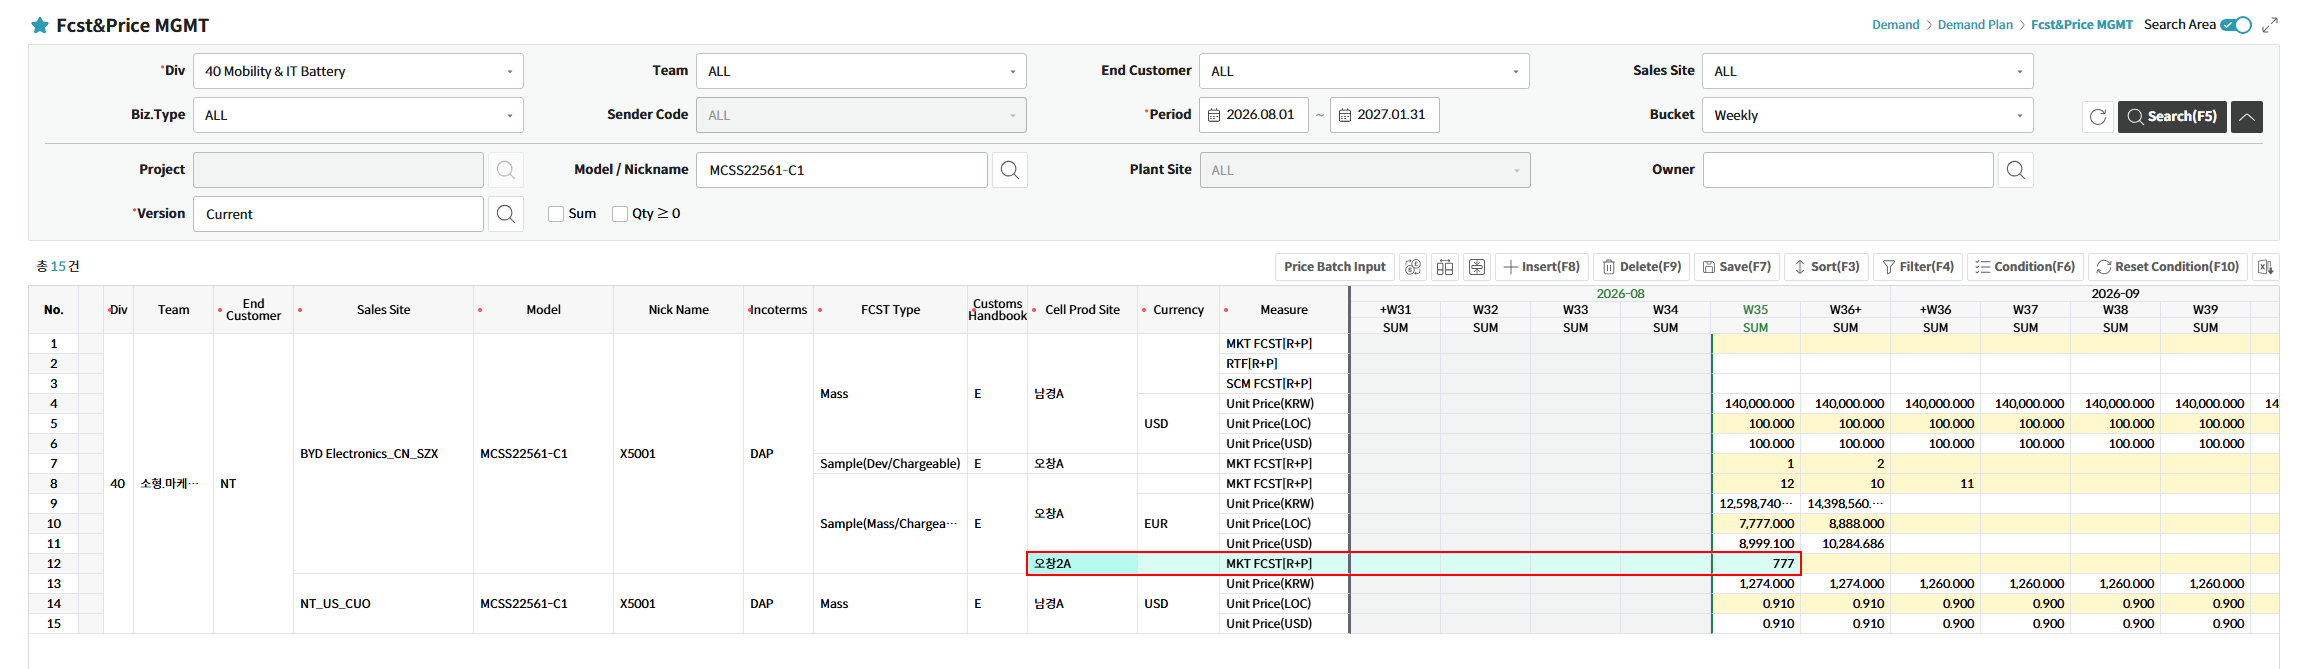 Fcst&Price MGMT
Demand > Demand Plan > Fcst&Price MGMT Search Area
*Div 40 Mobility & IT Battery Team ALL End Customer ALL Sales Site ALL
Biz.Type ALL Sender Code ALL *Period 2026.08.01 ~ 2027.01.31 Bucket Weekly Search(F5)
Project Model / Nickname MCSS22561-C1 Plant Site ALL Owner
*Version Current Sum Qty ≥ 0
총 15 건 Price Batch Input Insert(F8) Delete(F9) Save(F7) Sort(F3) Filter(F4) Condition(F6) Reset Condition(F10)
2026-08 2026-09
No. Div Team End Customer Sales Site Model Nick Name Incoterms FCST Type Customs Handbook Cell Prod Site Currency Measure +W31 W32 W33 W34 W35 W36+ +W36 W37 W38 W39
SUM SUM SUM SUM SUM SUM SUM SUM SUM SUM
1 MKT FCST[R+P]
2 RTF[R+P]
3 SCM FCST[R+P]
Mass E 남경A
4 Unit Price(KRW) 140,000.000 140,000.000 140,000.000 140,000.000 140,000.000 140,000.000 14
5 USD Unit Price(LOC) 100.000 100.000 100.000 100.000 100.000 100.000
6 Unit Price(USD) 100.000 100.000 100.000 100.000 100.000 100.000
BYD Electronics_CN_SZX MCSS22561-C1 X5001 DAP
7 Sample(Dev/Chargeable) E 오창A MKT FCST[R+P] 1 2
8 40 소형.마케… NT MKT FCST[R+P] 12 10 11
9 Unit Price(KRW) 12,598,740… 14,398,560.…
오창A
10 Sample(Mass/Chargea… E EUR Unit Price(LOC) 7,777.000 8,888.000
11 Unit Price(USD) 8,999.100 10,284.686
12 오창2A MKT FCST[R+P] 777
13 Unit Price(KRW) 1,274.000 1,274.000 1,260.000 1,260.000 1,260.000 1,260.000
14 NT_US_CUO MCSS22561-C1 X5001 DAP Mass E 남경A USD Unit Price(LOC) 0.910 0.910 0.900 0.900 0.900 0.900
15 Unit Price(USD) 0.910 0.910 0.900 0.900 0.900 0.900